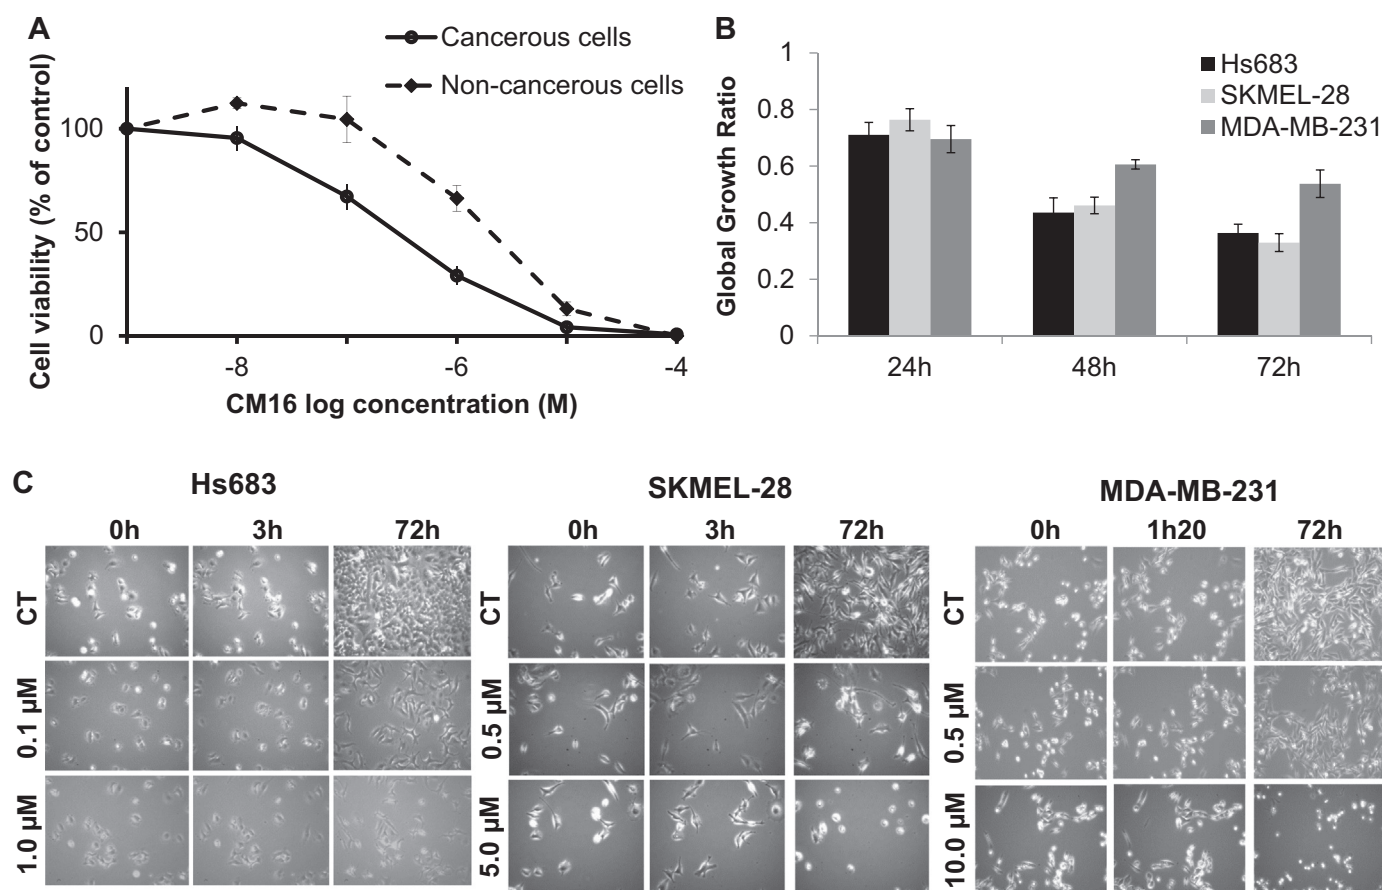 A
Cancerous cells
Non-cancerous cells
Cell viability (% of control)
100
50
0
-8
-6
-4
CM16 log concentration (M)
B
Hs683
SKMEL-28
MDA-MB-231
Global Growth Ratio
1
0.8
0.6
0.4
0.2
0
24h
48h
72h
C
Hs683
0h 3h 72h
CT
0.1 µM
1.0 µM
SKMEL-28
0h 3h 72h
CT
0.5 µM
5.0 µM
MDA-MB-231
0h 1h20 72h
CT
0.5 µM
10.0 µM